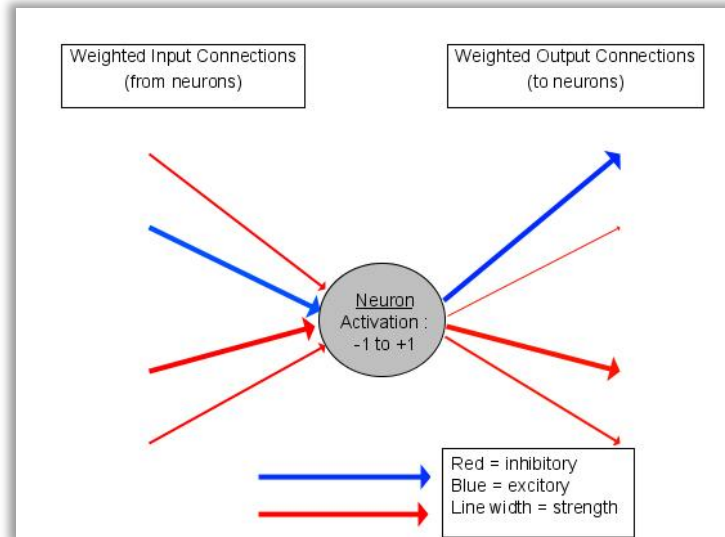 Weighted Input Connections
(from neurons)
Weighted Output Connections
(to neurons)
Neuron
Activation :
-1 to +1
Red = inhibitory
Blue = excitory
Line width = strength